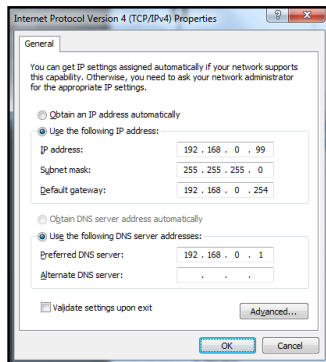 Internet Protocol Version 4 (TCP/IPv4) Properties
General
You can get IP settings assigned automatically if your network supports
this capability. Otherwise, you need to ask your network administrator
for the appropriate IP settings.
Obtain an IP address automatically
Use the following IP address:
IP address: 192 . 168 . 0 . 99
Subnet mask: 255 . 255 . 255 . 0
Default gateway: 192 . 168 . 0 . 254
Obtain DNS server address automatically
Use the following DNS server addresses:
Preferred DNS server: 192 . 168 . 0 . 1
Alternate DNS server: . . .
Validate settings upon exit
Advanced...
OK Cancel